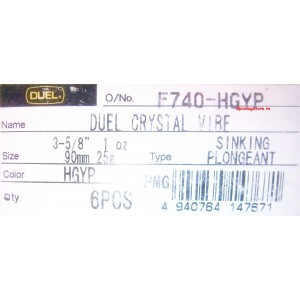 DUEL
O/No. F740-HGYP
Name DUEL CRYSTAL VIBE
3-5/8" 1 oz SINKING
Size 90mm 25g Type PLONGEANT
Color HGYP PMG
Qty. 6PCS
4 940764 147671